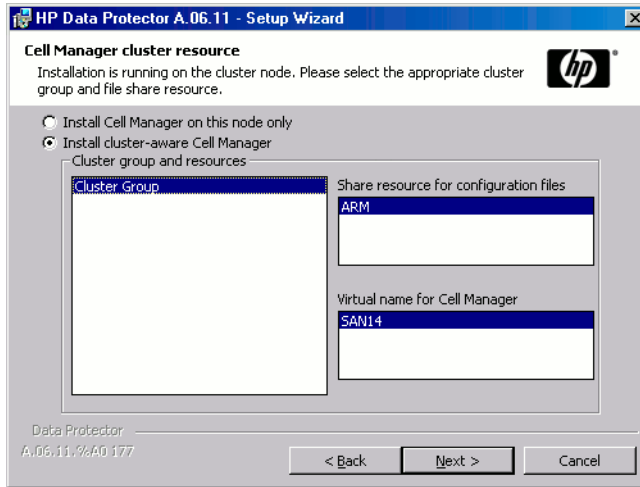 HP Data Protector A.06.11 - Setup Wizard
Cell Manager cluster resource
Installation is running on the cluster node. Please select the appropriate cluster
group and file share resource.
hp
Install Cell Manager on this node only
Install cluster-aware Cell Manager
Cluster group and resources
Cluster Group
Share resource for configuration files
ARM
Virtual name for Cell Manager
SAN14
Data Protector
A.06.11.%A0 177
< Back
Next >
Cancel